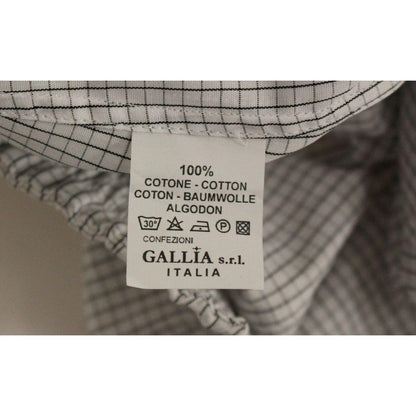 100%
COTONE - COTTON
COTON - BAUMWOLLE
ALGODON
30° P
CONFEZIONI
GALLIA s.r.l.
ITALIA